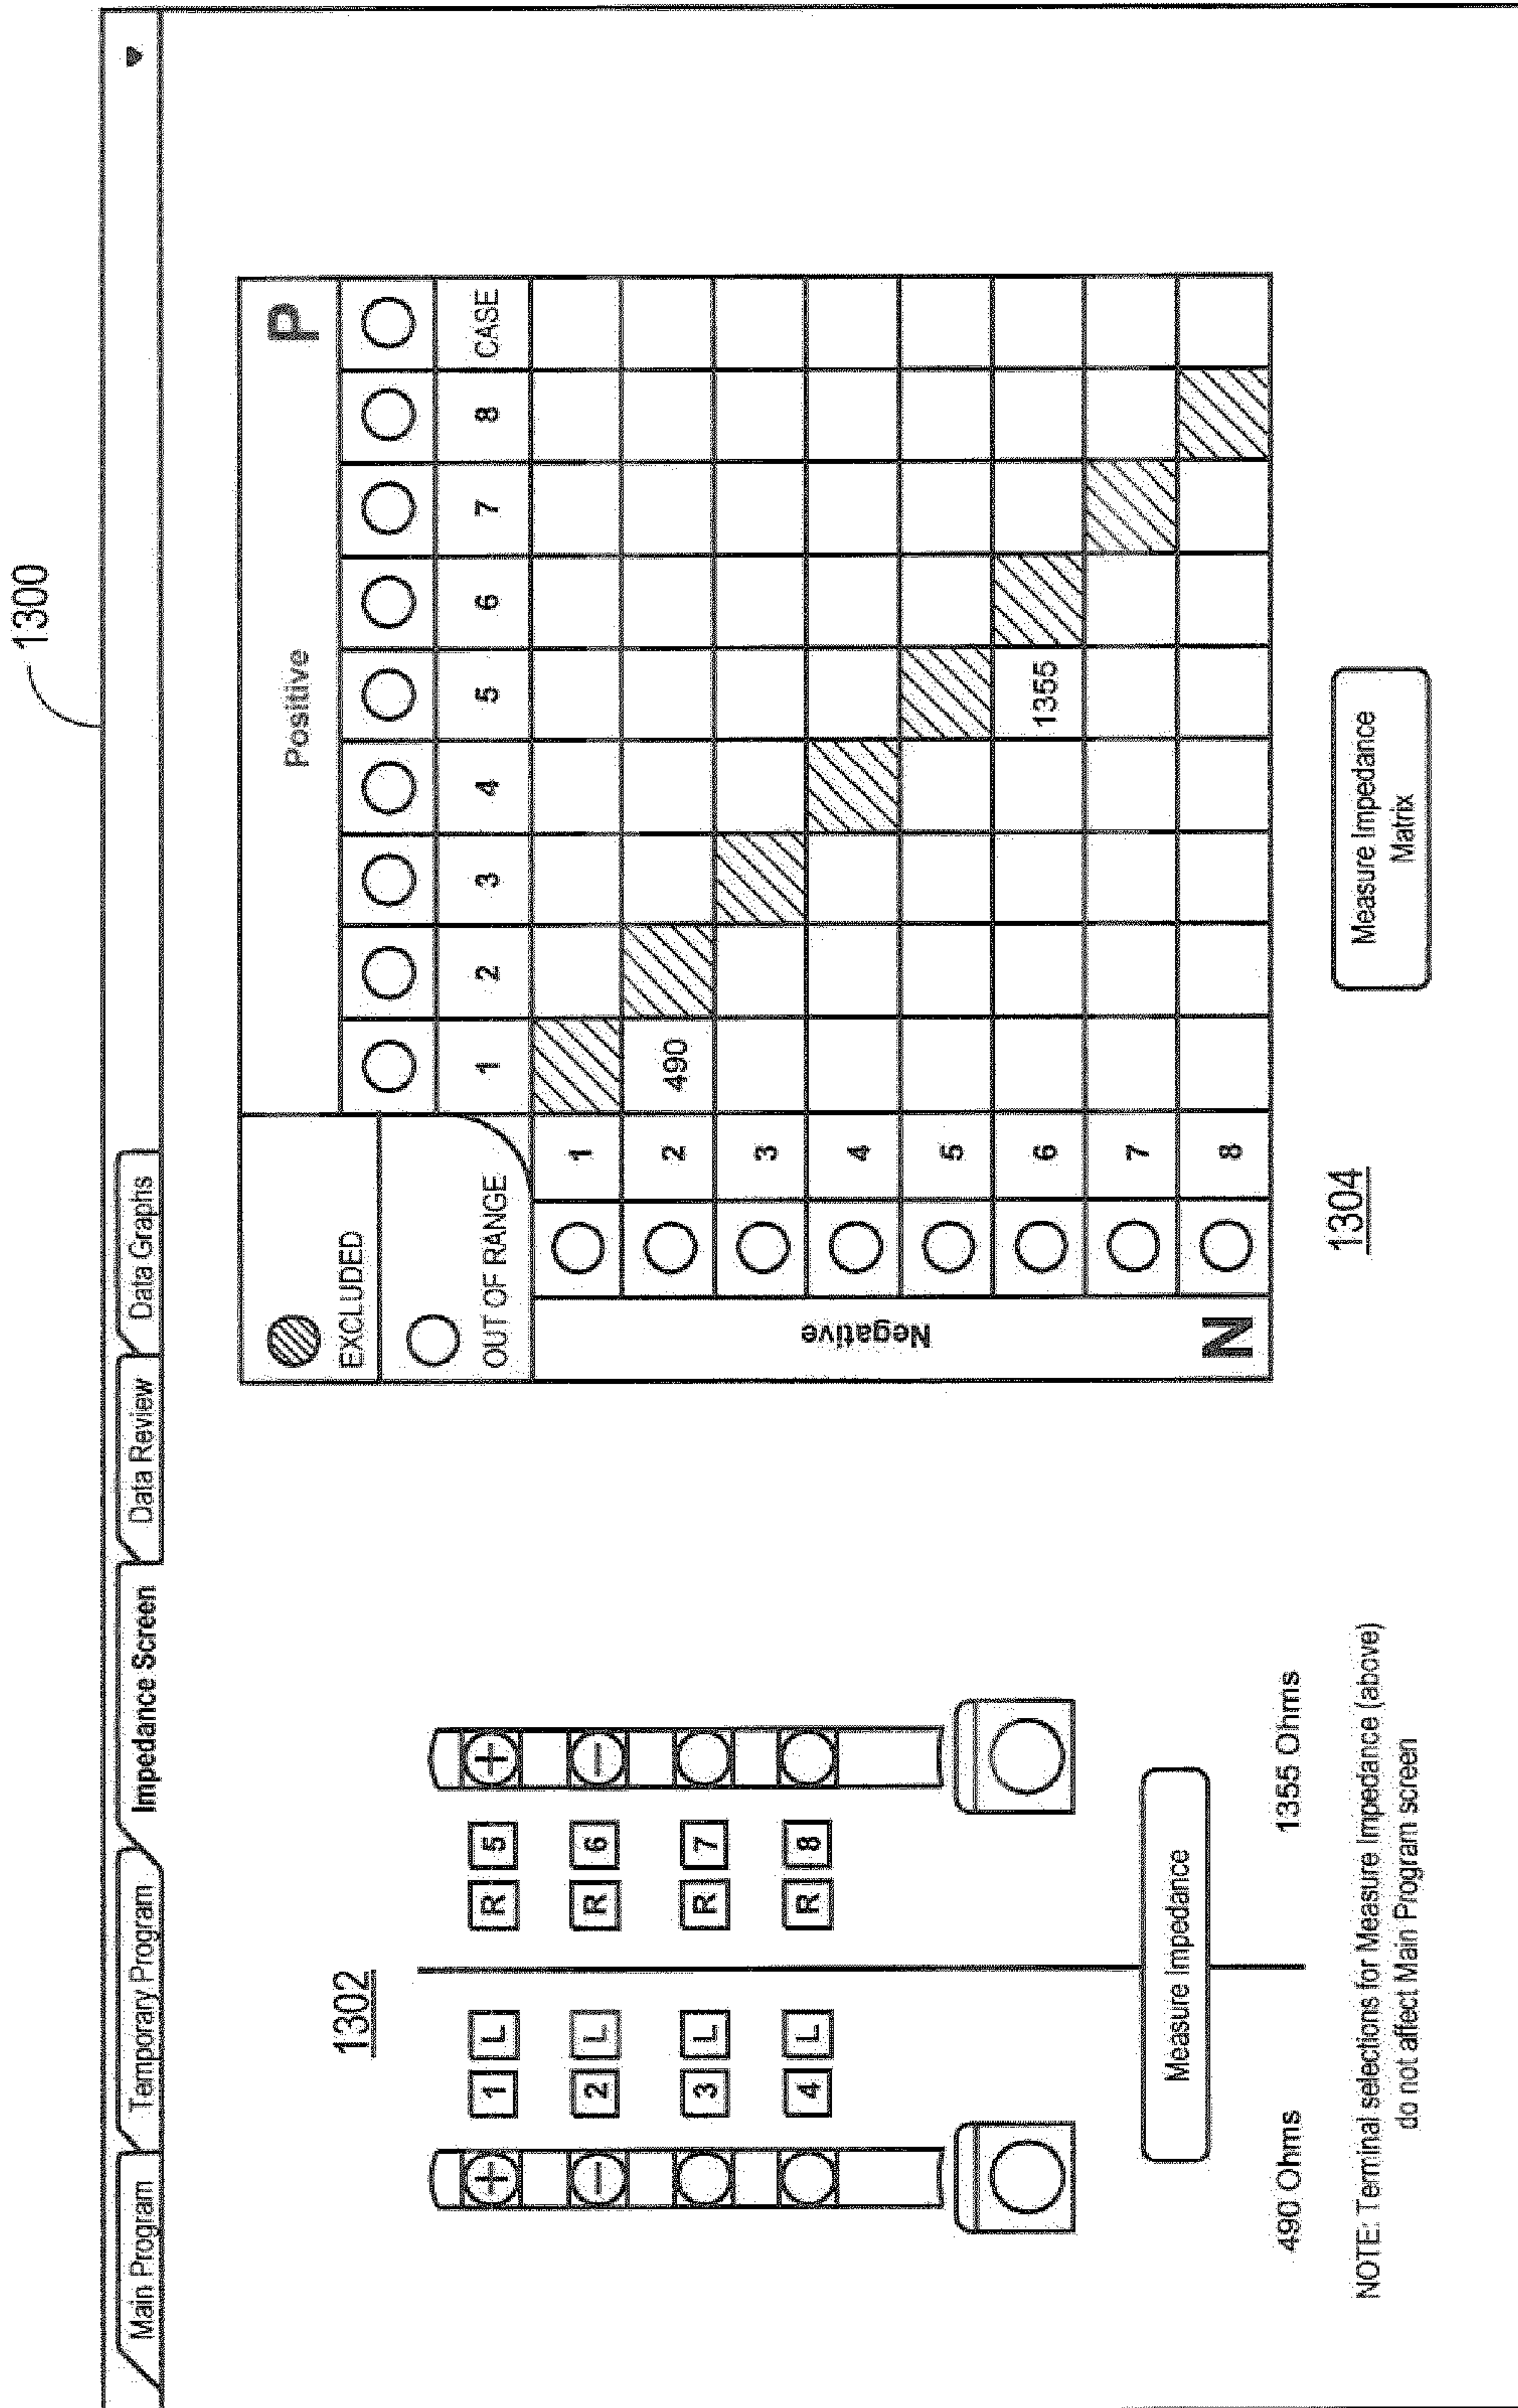 1300
Main Program Temporary Program Impedance Screen Data Review Data Graphs
1302
1 L R 5
2 L R 6
3 L R 7
4 L R 8
+ − + −
Measure Impedance
490 Ohms 1355 Ohms
NOTE: Terminal selections for Measure Impedance (above)
do not affect Main Program screen
EXCLUDED
OUT OF RANGE
Positive P
1 2 3 4 5 6 7 8 CASE
Negative N
1
2 490
3
4
5
6 1355
7
8
1304
Measure Impedance
Matrix